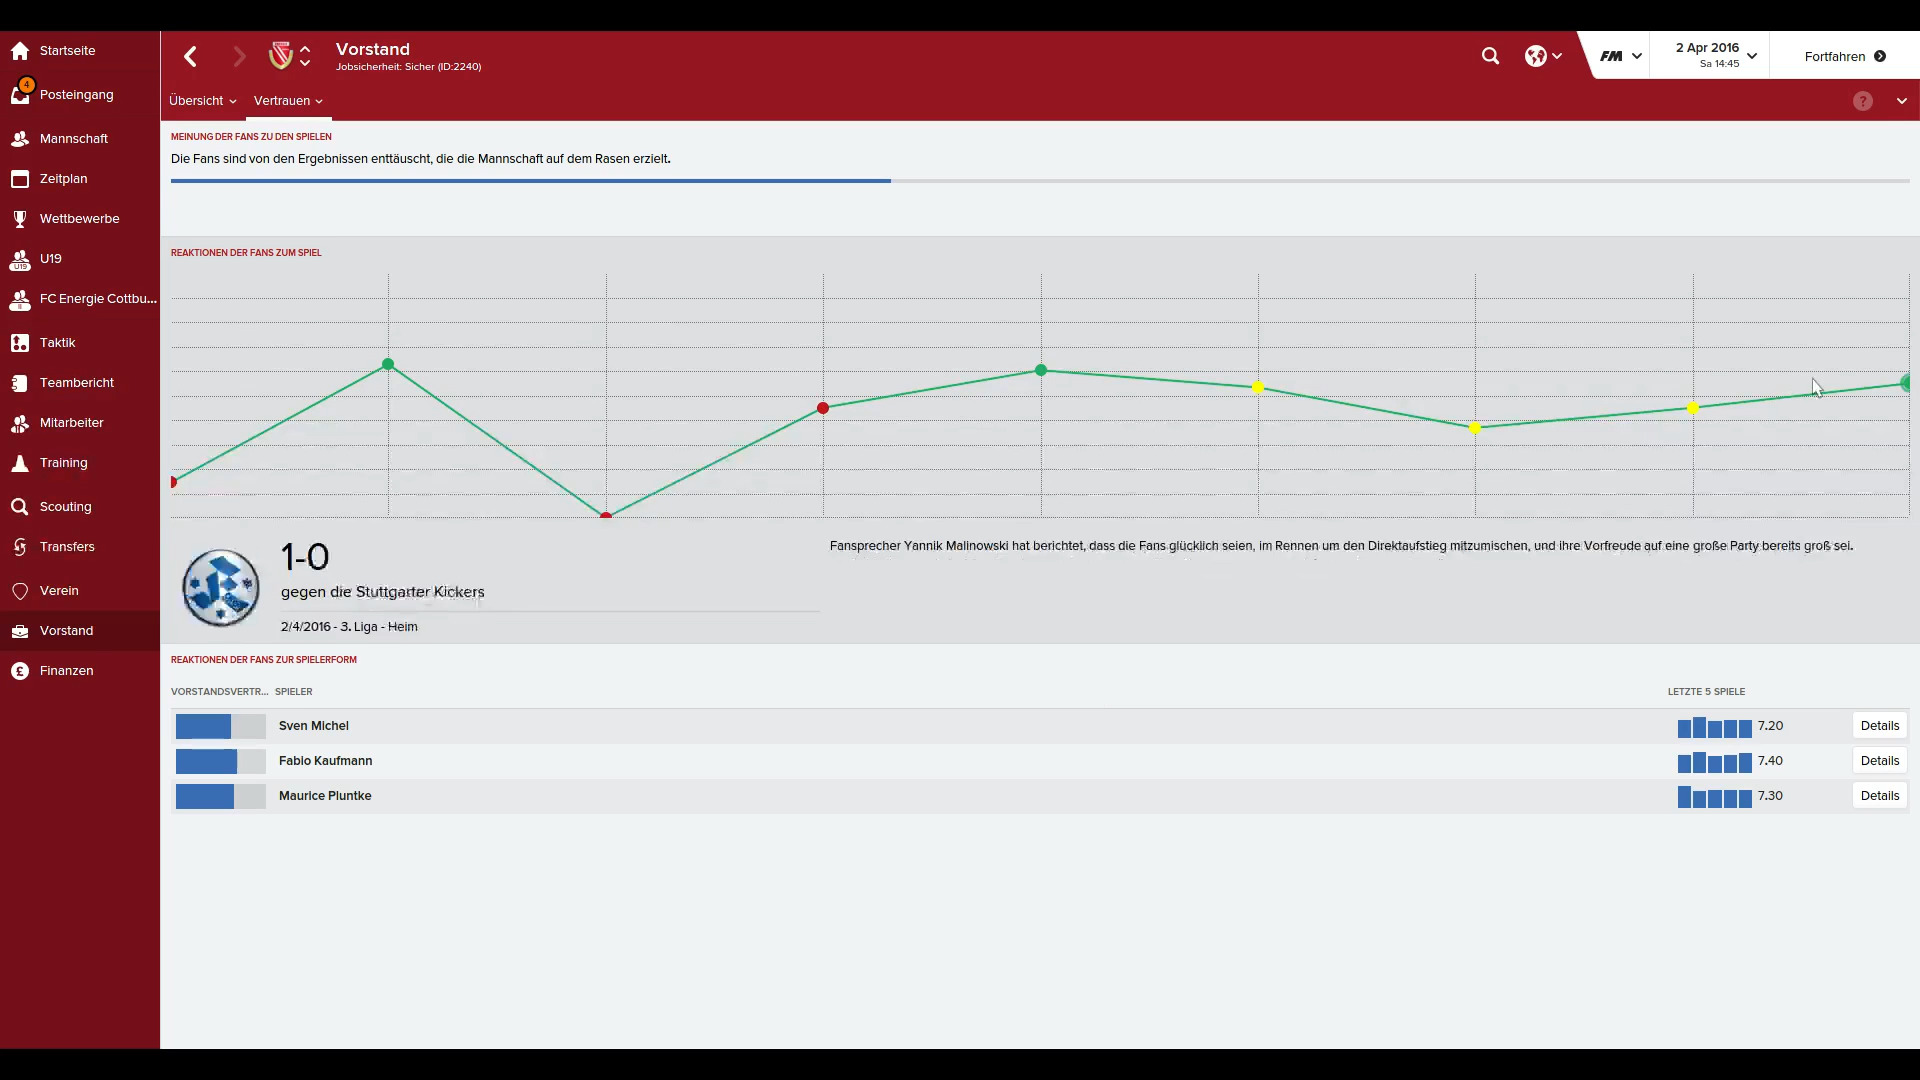 Startseite
4
Posteingang
Mannschaft
Zeitplan
Wettbewerbe
U19
U19
FC Energie Cottbu...
II
Taktik
Teambericht
Mitarbeiter
Training
Scouting
Transfers
Verein
Vorstand
Finanzen
Vorstand
Jobsicherheit: Sicher (ID:2240)
FM
2 Apr 2016
Sa 14:45
Fortfahren
Übersicht
Vertrauen
?
MEINUNG DER FANS ZU DEN SPIELEN
Die Fans sind von den Ergebnissen enttäuscht, die die Mannschaft auf dem Rasen erzielt.
REAKTIONEN DER FANS ZUM SPIEL
1-0
gegen die Stuttgarter Kickers
2/4/2016 - 3. Liga - Heim
Fansprecher Yannik Malinowski hat berichtet, dass die Fans glücklich seien, im Rennen um den Direktaufstieg mitzumischen, und ihre Vorfreude auf eine große Party bereits groß sei.
REAKTIONEN DER FANS ZUR SPIELERFORM
VORSTANDSVERTR... SPIELER LETZTE 5 SPIELE
Sven Michel 7.20 Details
Fabio Kaufmann 7.40 Details
Maurice Pluntke 7.30 Details